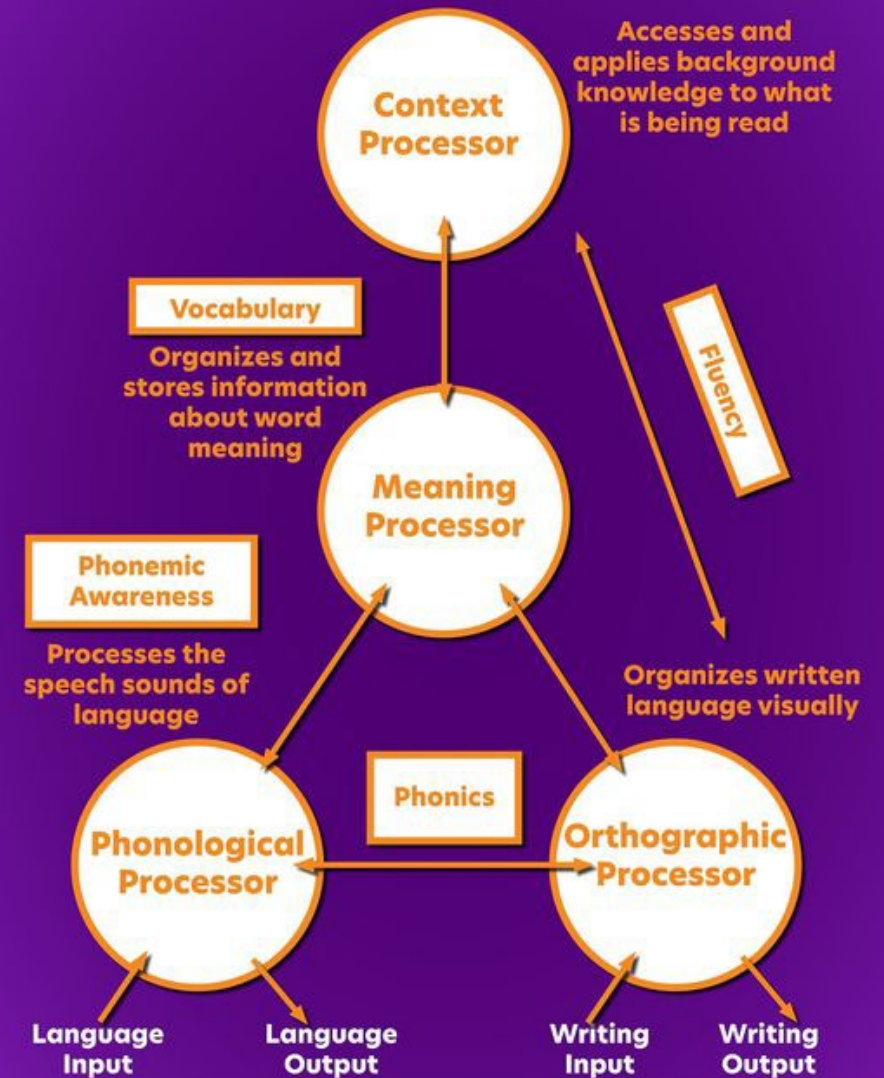 Context
Processor
Accesses and
applies background
knowledge to what
is being read
Vocabulary
Organizes and
stores information
about word
meaning
Fluency
Meaning
Processor
Phonemic
Awareness
Processes the
speech sounds of
language
Organizes written
language visually
Phonics
Phonological
Processor
Orthographic
Processor
Language
Input
Language
Output
Writing
Input
Writing
Output